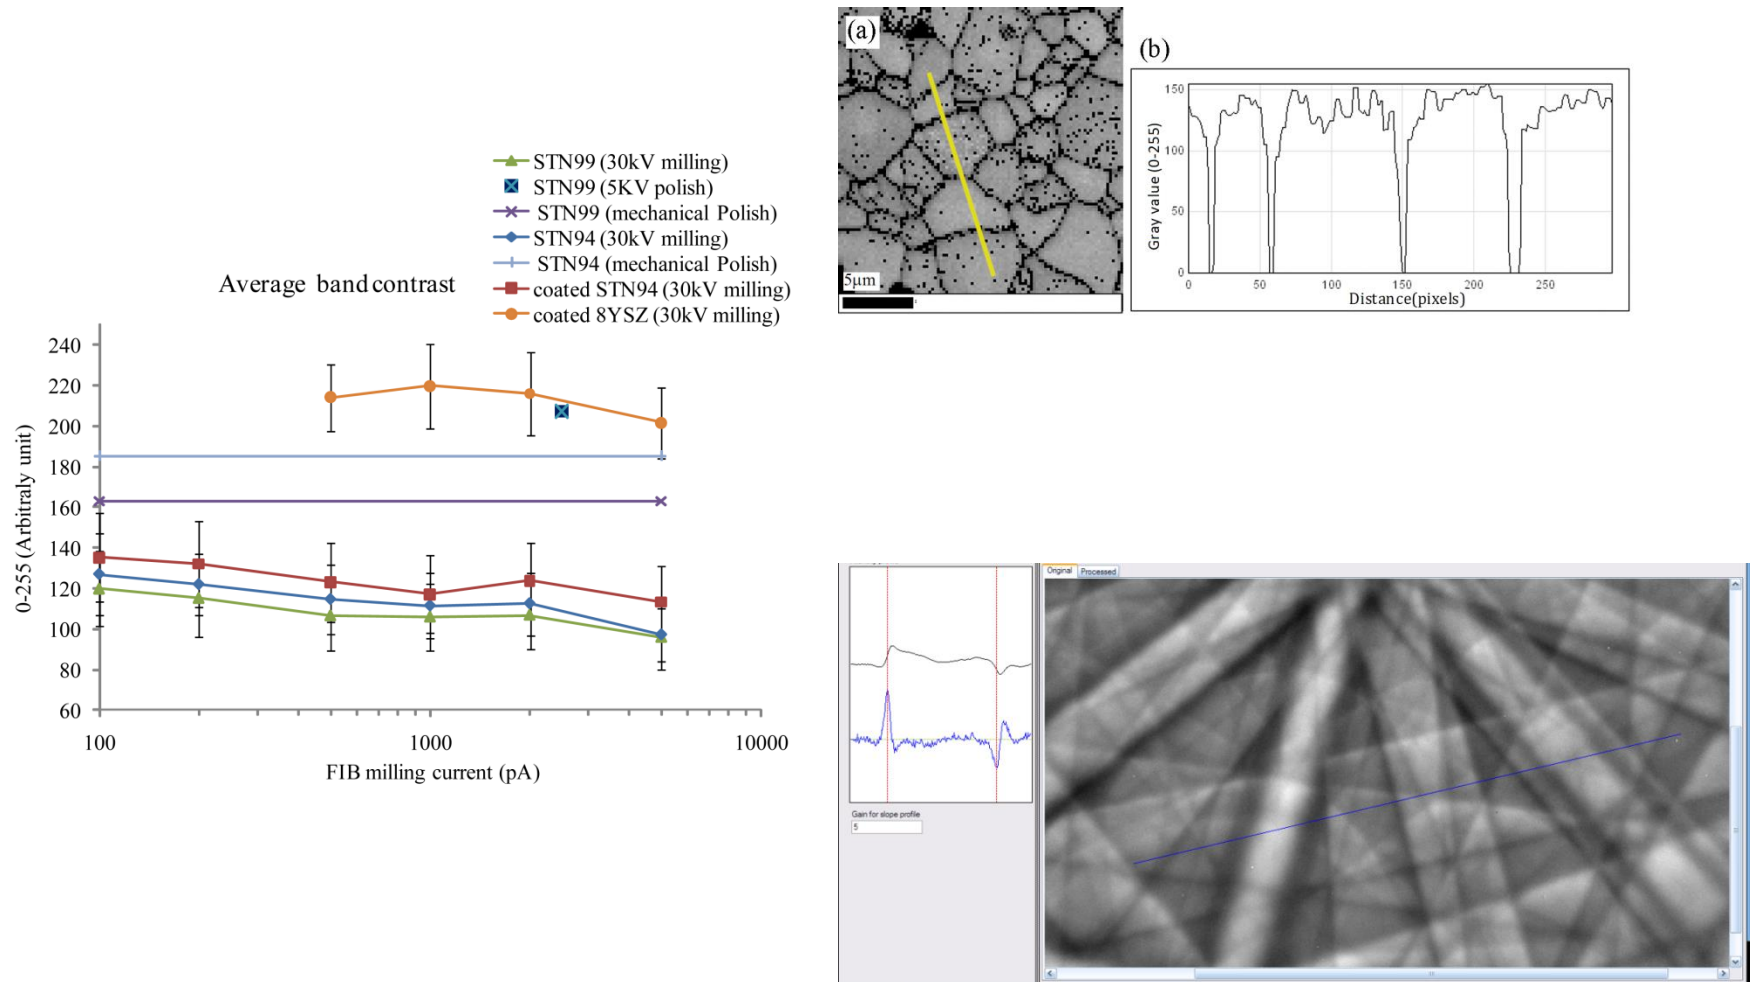 STN99 (30kV milling)
STN99 (5KV polish)
STN99 (mechanical Polish)
STN94 (30kV milling)
STN94 (mechanical Polish)
coated STN94 (30kV milling)
coated 8YSZ (30kV milling)
Average band contrast
0-255 (Arbitraly unit)
240
220
200
180
160
140
120
100
80
60
100
1000
10000
FIB milling current (pA)
(a)
5μm
(b)
Gray value (0-255)
150
100
50
0
0
50
100
150
200
250
Distance(pixels)
Original
Processed
Gain for slope profile
5